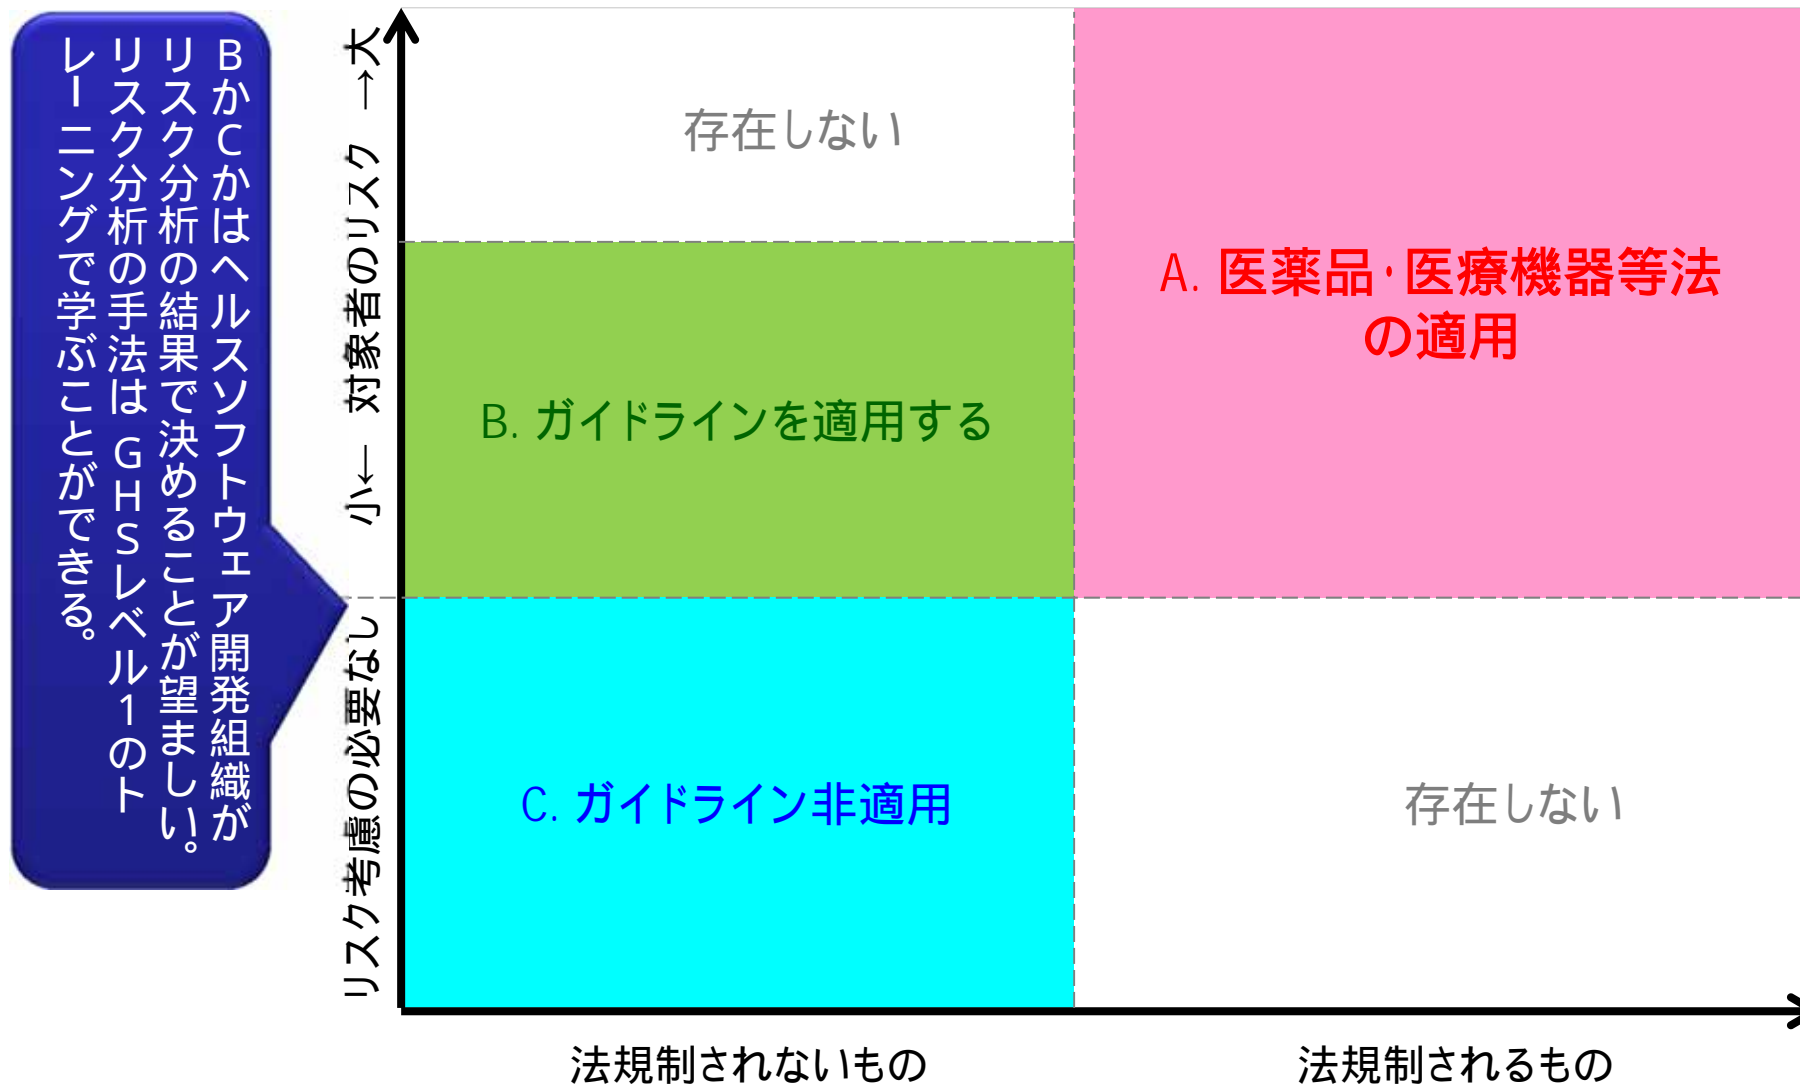 BかCかはヘルスソフトウェア開発組織が
リスク分析の結果で決めることが望ましい。
リスク分析の手法は GHSレベル1のト
レーニングで学ぶことができる。
小← 対象者のリスク →大
リスク考慮の必要なし
存在しない
A. 医薬品・医療機器等法
の適用
B. ガイドラインを適用する
C. ガイドライン非適用
存在しない
法規制されないもの
法規制されるもの